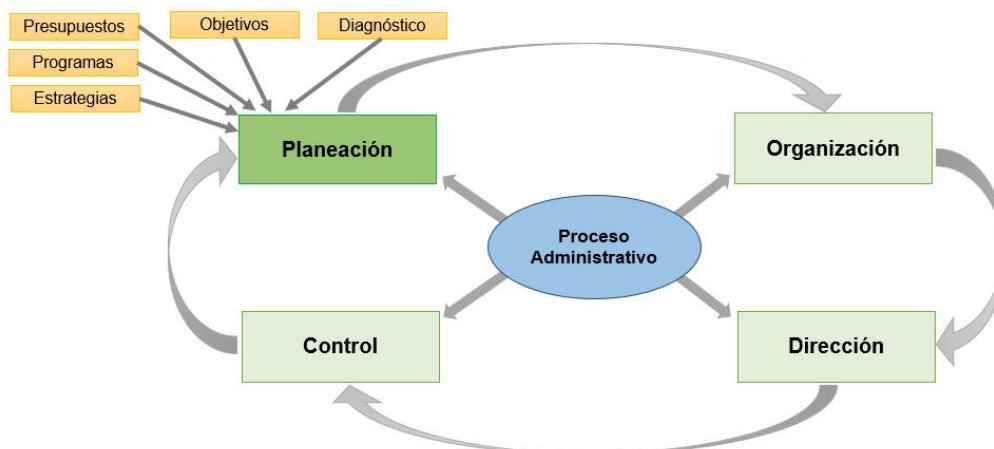 Presupuestos
Objetivos
Diagnóstico
Programas
Estrategias
Planeación
Organización
Proceso
Administrativo
Control
Dirección